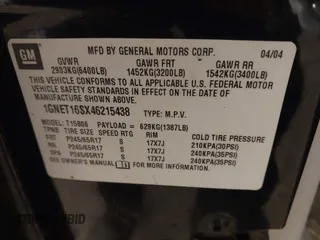 GM
MFD BY GENERAL MOTORS CORP. 04/04
GVWR GAWR FRT GAWR RR
2903KG(6400LB) 1452KG(3200LB) 1542KG(3400LB)
THIS VEHICLE CONFORMS TO ALL APPLICABLE U.S. FEDERAL MOTOR
VEHICLE SAFETY STANDARDS IN EFFECT ON THE DATE OF
MANUFACTURE SHOWN ABOVE.
1GNET16SX46215438 TYPE: M.P.V.
MODEL: T15806 PAYLOAD = 629KG(1387LB)
TIRE SIZE SPEED RTG RIM COLD TIRE PRESSURE
FRT P245/65R17 S 17X7J 210KPA(30PSI)
RR P245/65R17 S 17X7J 240KPA(35PSI)
SPA P245/65R17 S 17X7J 240KPA(35PSI)
SEE OWNER'S MANUAL FOR ADDITIONAL INFORMATION